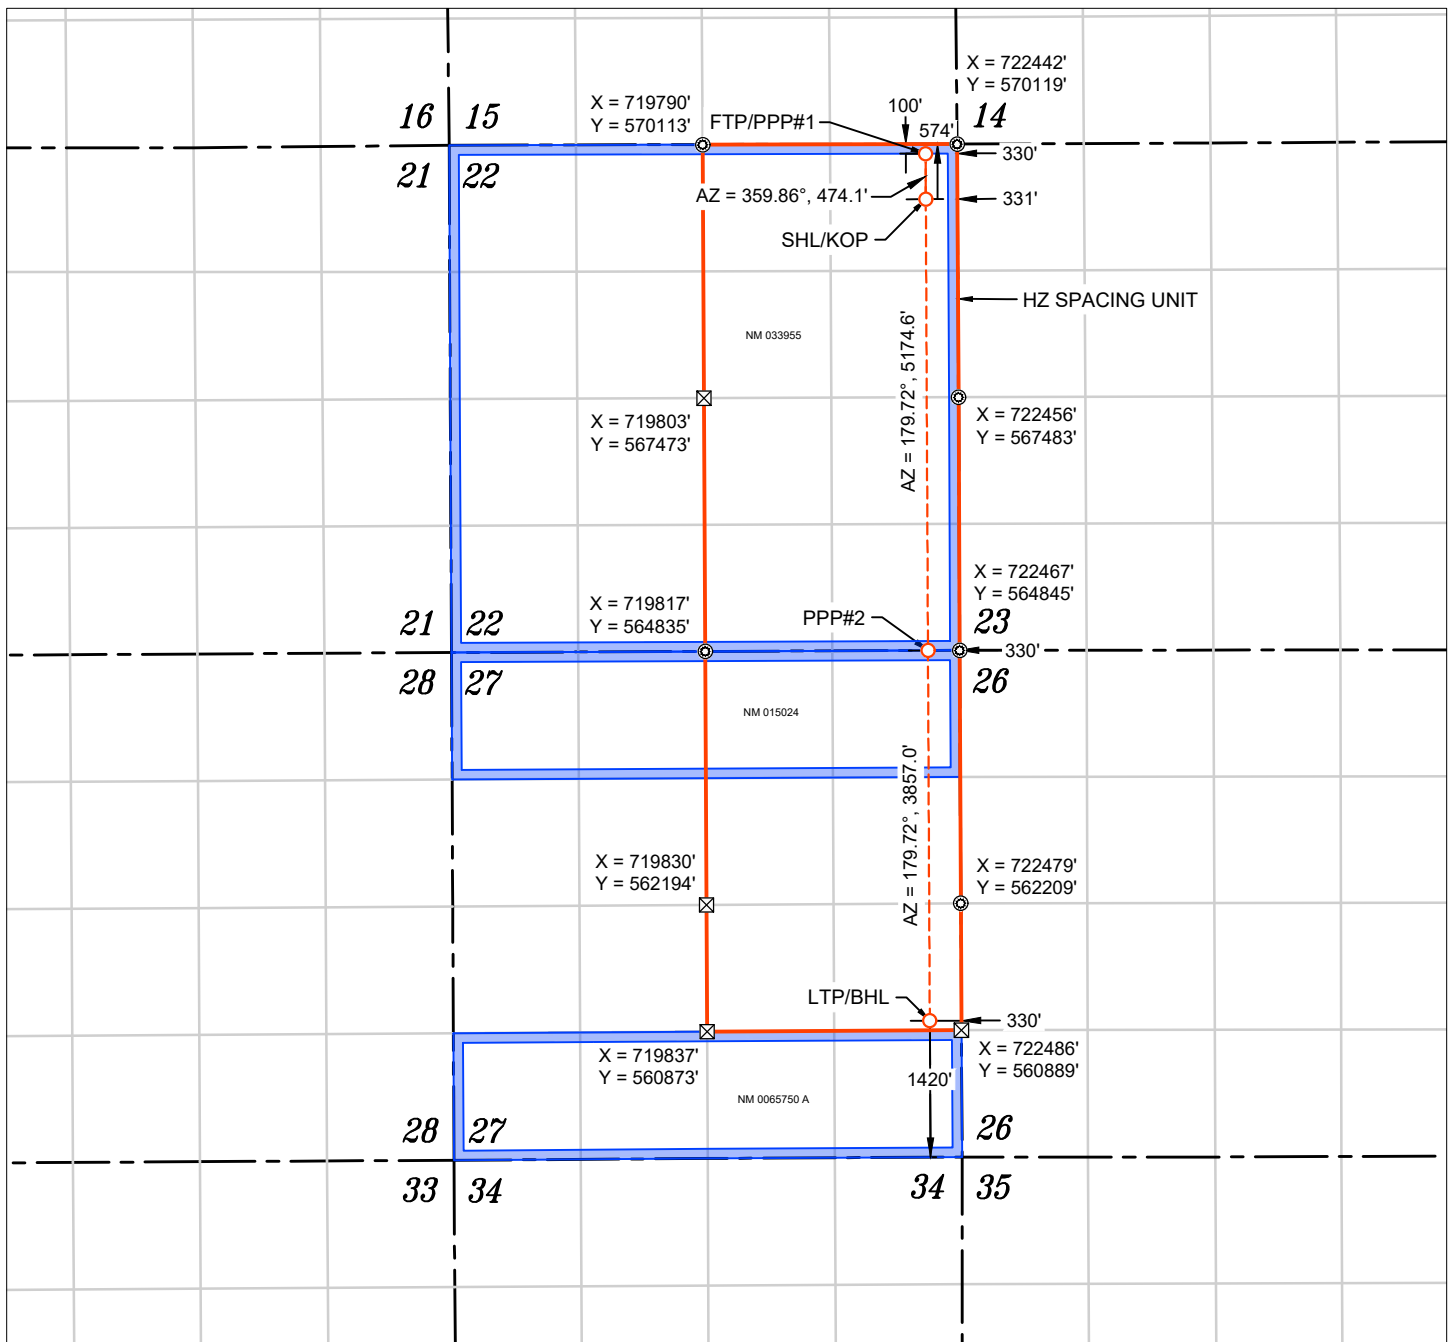 X = 722442'
Y = 570119'
X = 719790'
Y = 570113'
100'
FTP/PPP#1
574'
16
15
14
330'
21
22
AZ = 359.86°, 474.1'
331'
SHL/KOP
HZ SPACING UNIT
NM 033955
AZ = 179.72°, 5174.6'
X = 719803'
Y = 567473'
X = 722456'
Y = 567483'
X = 722467'
Y = 564845'
X = 719817'
Y = 564835'
PPP#2
21
22
23
330'
28
27
26
NM 015024
AZ = 179.72°, 3857.0'
X = 719830'
Y = 562194'
X = 722479'
Y = 562209'
LTP/BHL
330'
X = 719837'
Y = 560873'
X = 722486'
Y = 560889'
1420'
NM 0065750 A
28
27
26
33
34
34
35